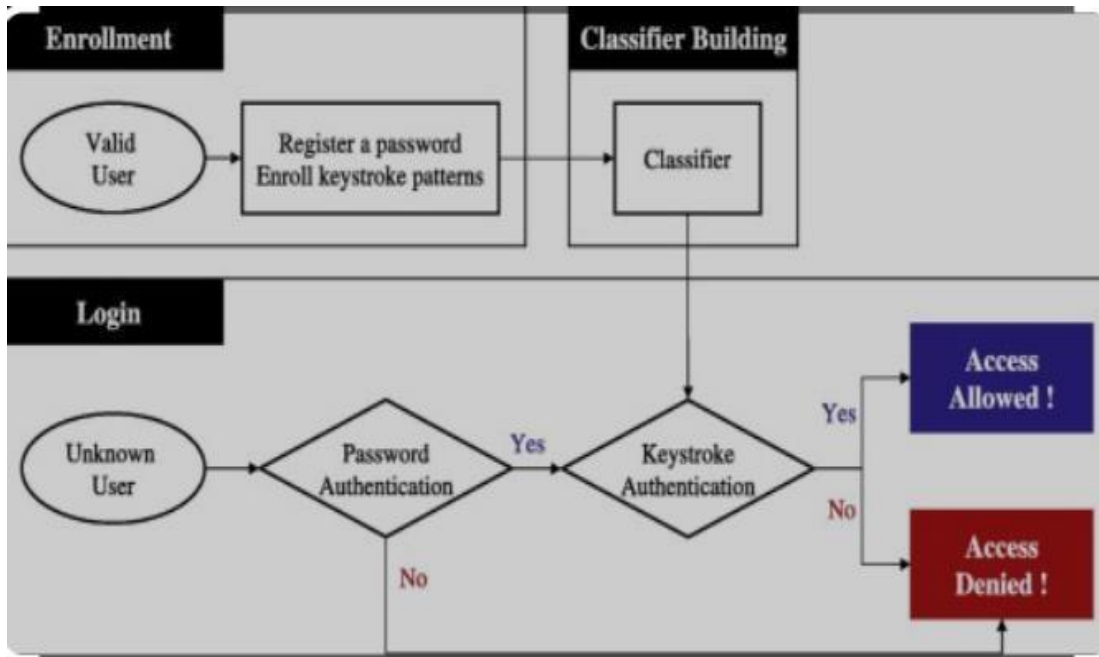 Enrollment
Classifier Building
Valid
User
Register a password
Enroll keystroke patterns
Classifier
Login
Unknown
User
Password
Authentication
Yes
No
Keystroke
Authentication
Yes
No
Access
Allowed !
Access
Denied !